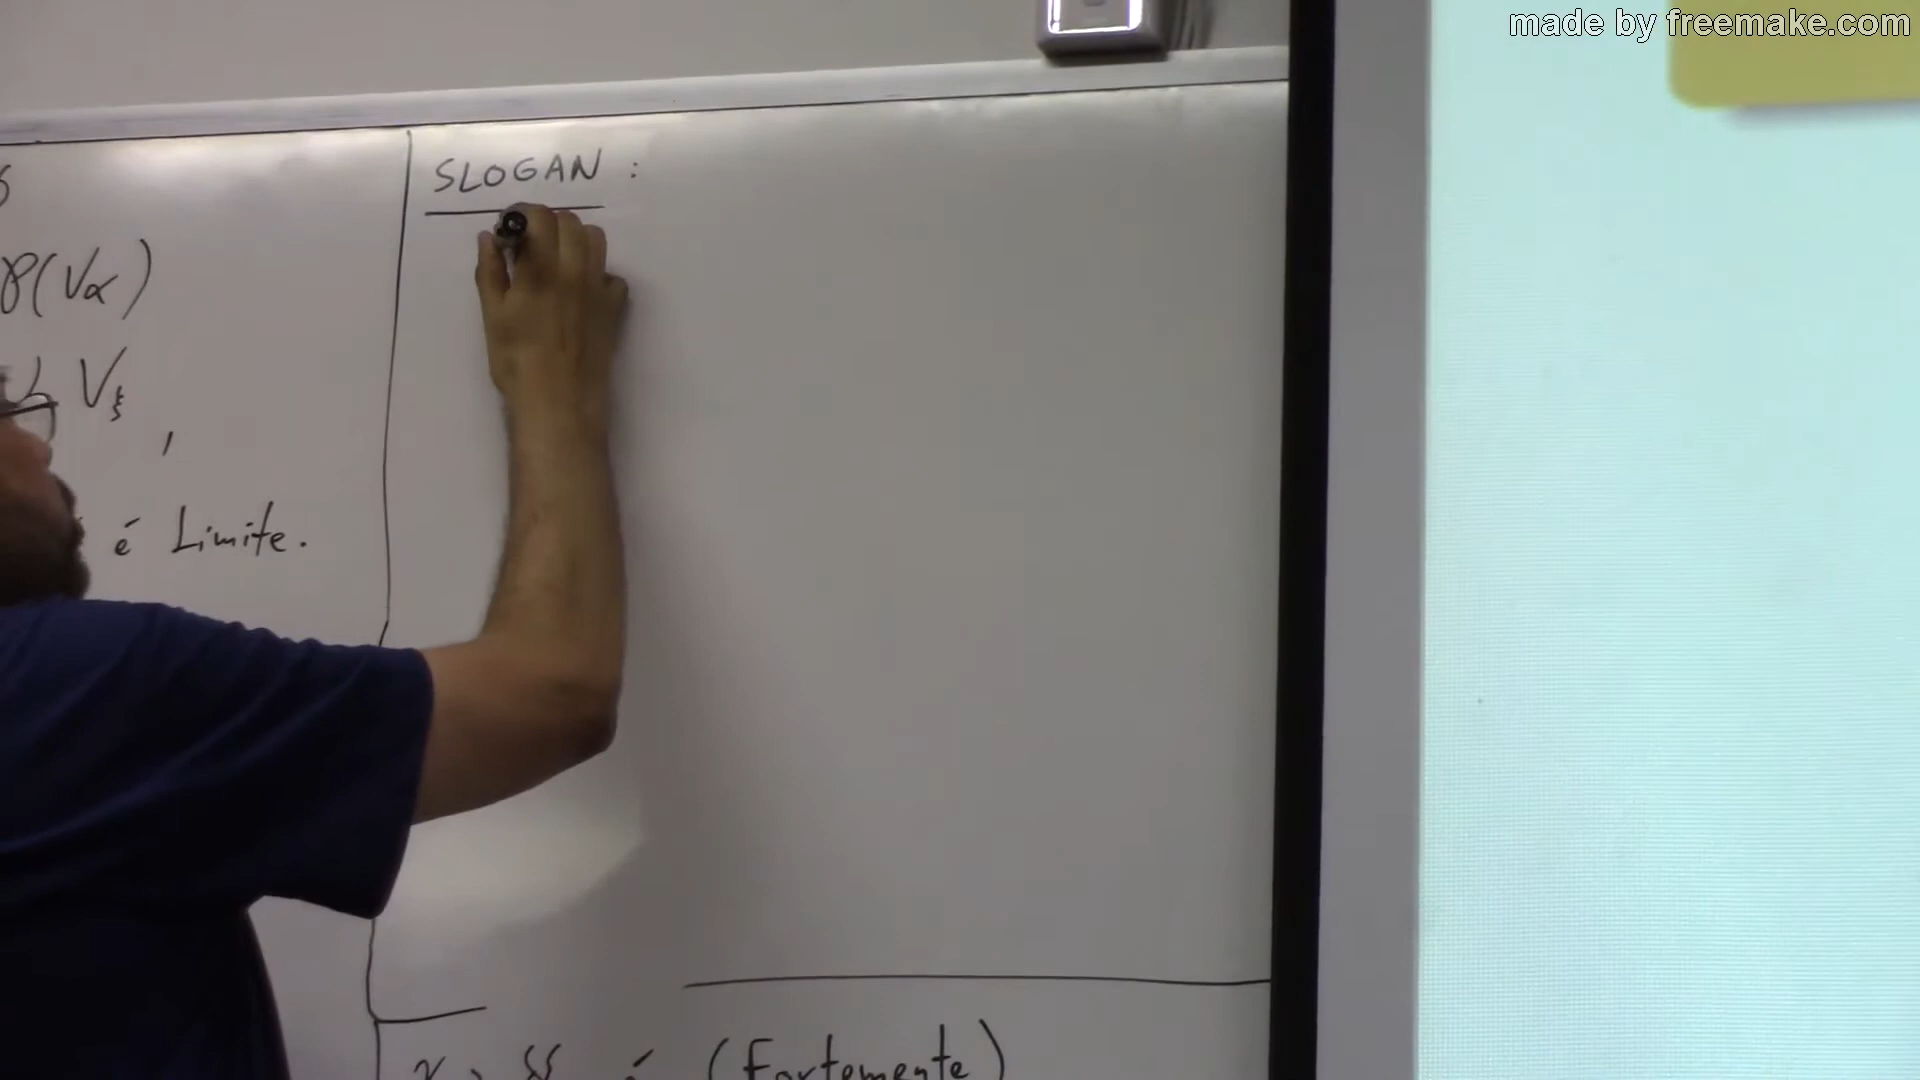 made by freemake.com
SLOGAN :
℘(Vα)
Vξ ,
é Limite.
é (Fortemente)